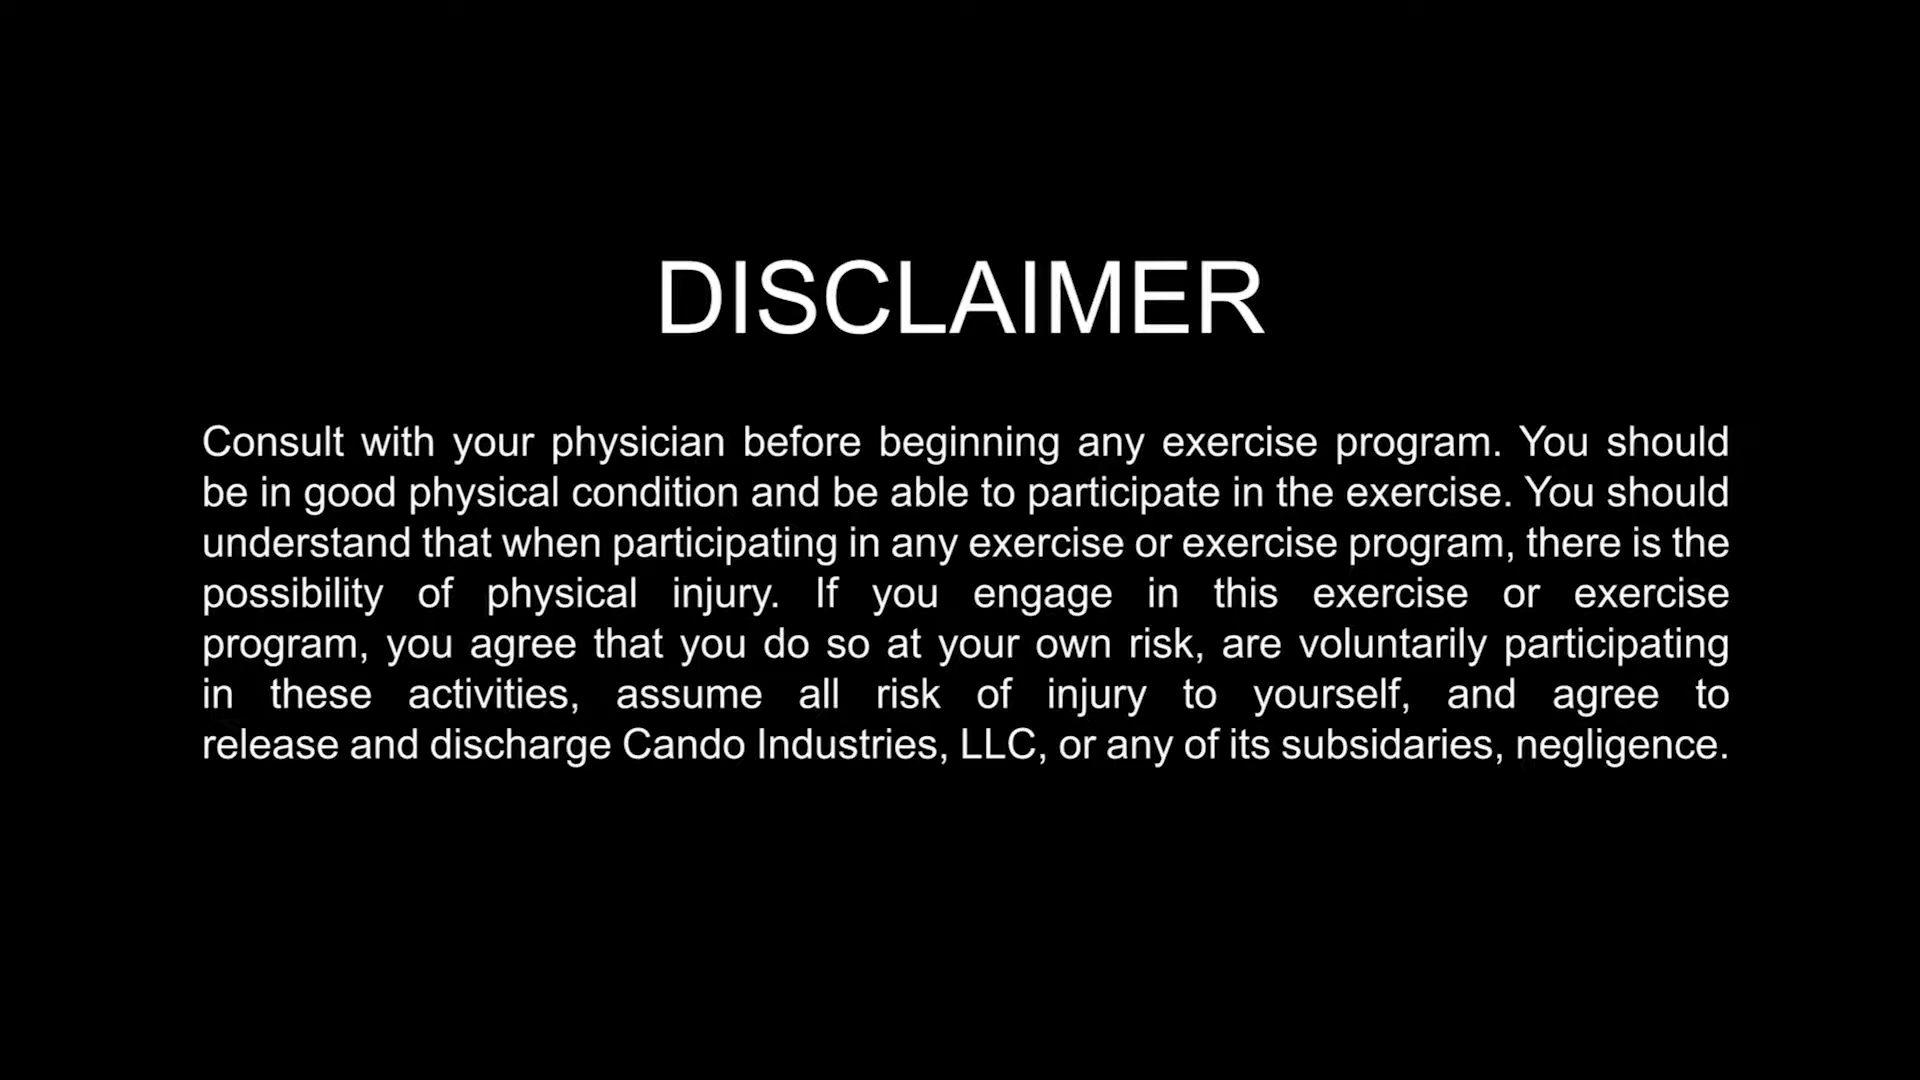 DISCLAIMER
Consult with your physician before beginning any exercise program. You should
be in good physical condition and be able to participate in the exercise. You should
understand that when participating in any exercise or exercise program, there is the
possibility of physical injury. If you engage in this exercise or exercise
program, you agree that you do so at your own risk, are voluntarily participating
in these activities, assume all risk of injury to yourself, and agree to
release and discharge Cando Industries, LLC, or any of its subsidaries, negligence.